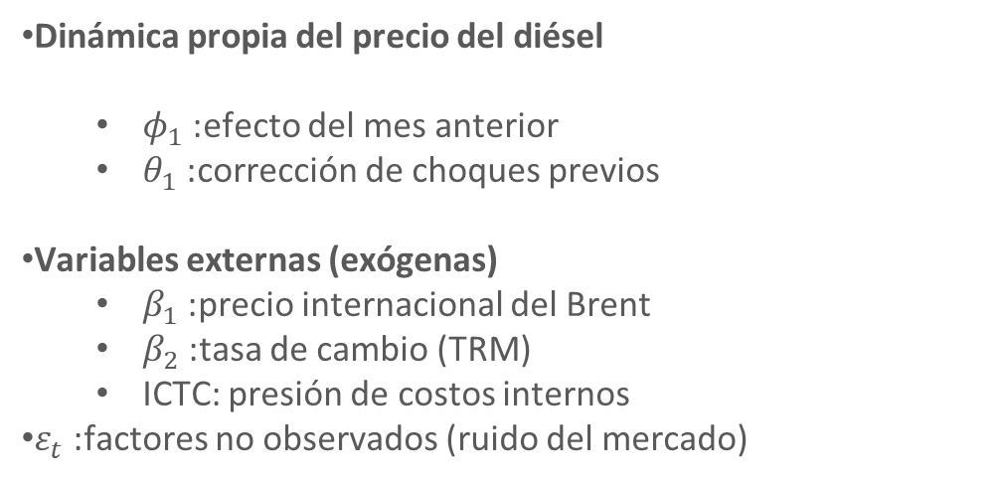 •Dinámica propia del precio del diésel
• 𝜙₁ :efecto del mes anterior
• 𝜃₁ :corrección de choques previos
•Variables externas (exógenas)
• 𝛽₁ :precio internacional del Brent
• 𝛽₂ :tasa de cambio (TRM)
• ICTC: presión de costos internos
•𝜀ₜ :factores no observados (ruido del mercado)